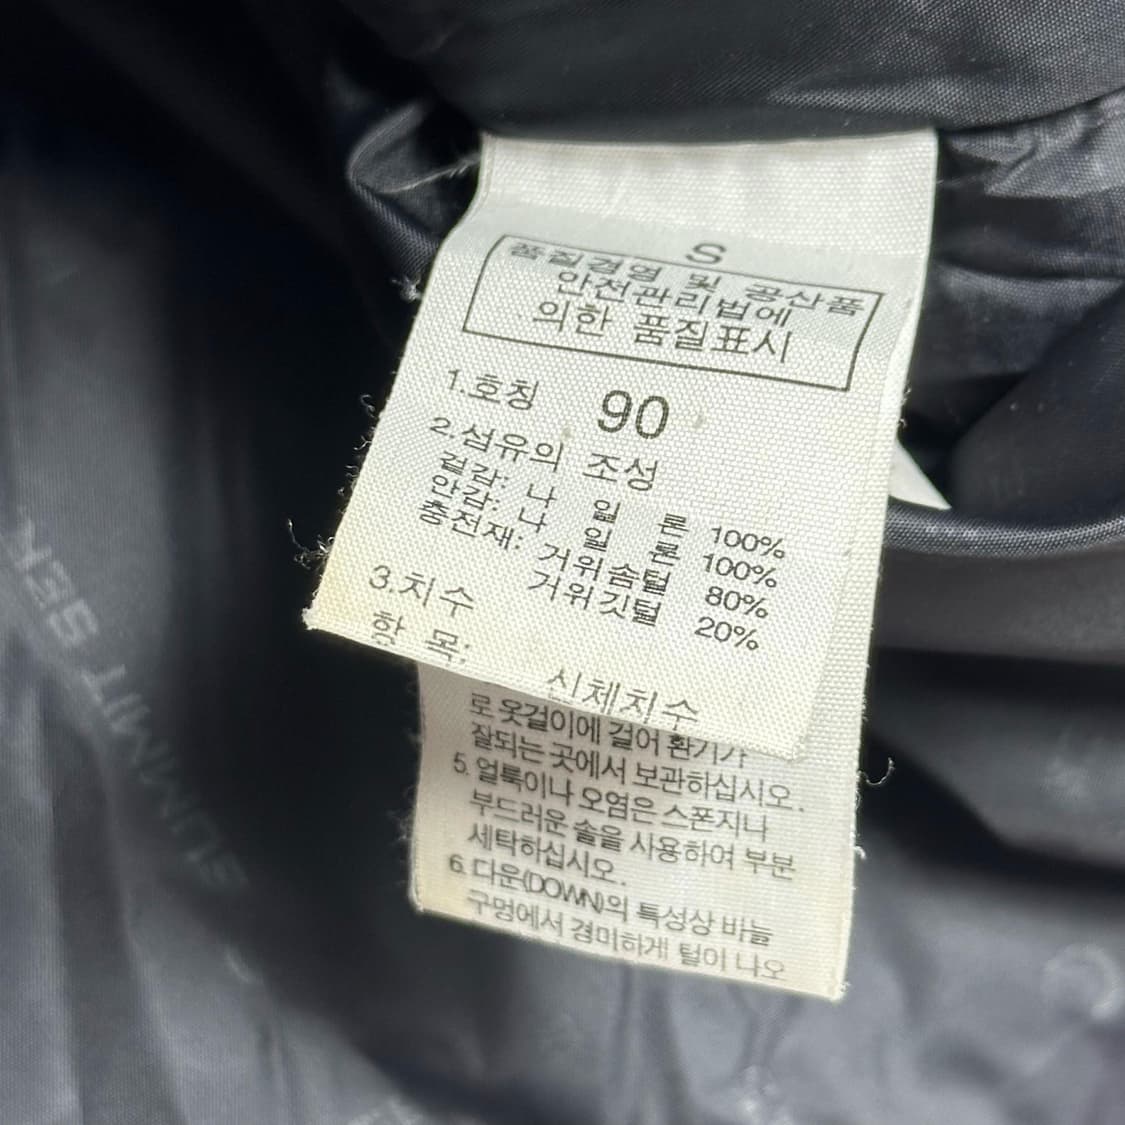 S
품질경영 및 공산품
안전관리법에
의한 품질표시
1.호칭 90
2.섬유의 조성
겉감: 나 일 론 100%
안감: 나 일 론 100%
충전재: 거위솜털 80%
거위깃털 20%
3.치수
항 목:
신체치수
로 옷걸이에 걸어 환기가
잘되는 곳에서 보관하십시오.
5. 얼룩이나 오염은 스폰지나
부드러운 솔을 사용하여 부분
세탁하십시오.
6. 다운(DOWN)의 특성상 바늘
구멍에서 경미하게 털이 나오
SUMMIT SEK